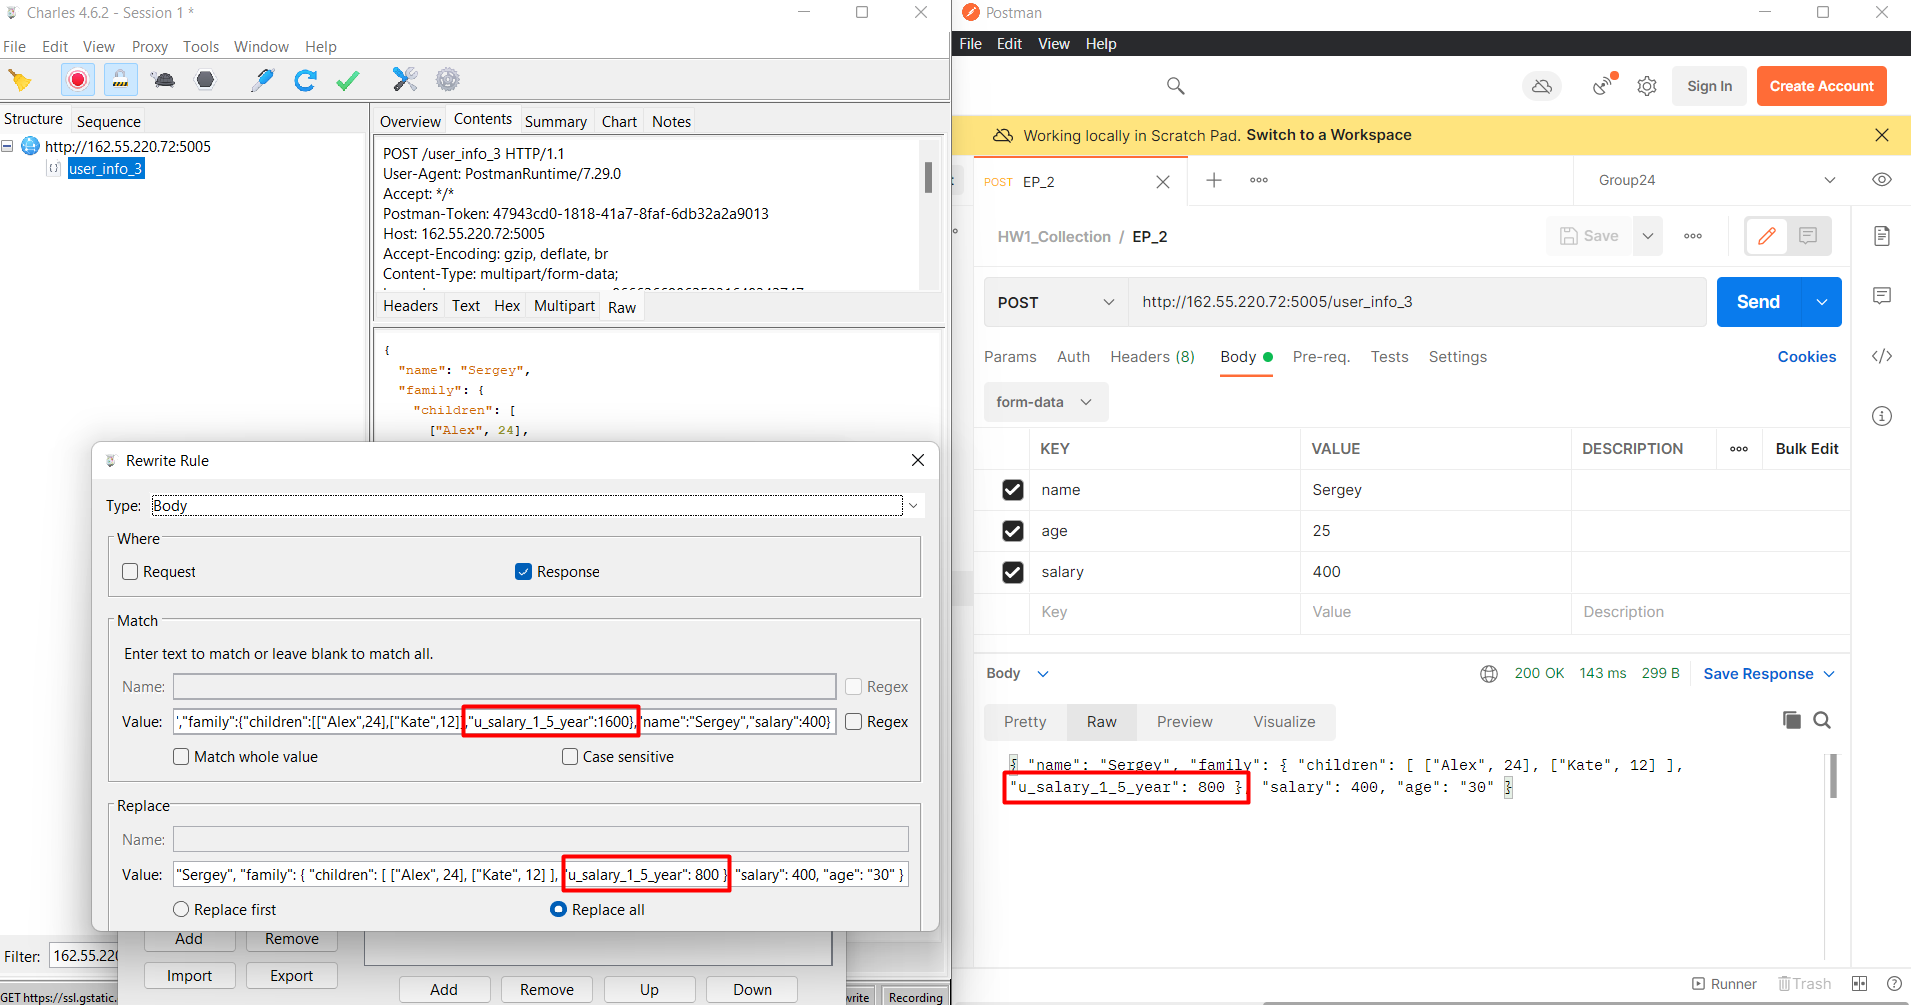 Charles 4.6.2 - Session 1 *
File Edit View Proxy Tools Window Help
Structure Sequence
http://162.55.220.72:5005
user_info_3
Overview Contents Summary Chart Notes
POST /user_info_3 HTTP/1.1
User-Agent: PostmanRuntime/7.29.0
Accept: */*
Postman-Token: 47943cd0-1818-41a7-8faf-6db32a2a9013
Host: 162.55.220.72:5005
Accept-Encoding: gzip, deflate, br
Content-Type: multipart/form-data;
Headers Text Hex Multipart Raw
{
"name": "Sergey",
"family": {
"children": [
["Alex", 24],
Rewrite Rule
Type: Body
Where
Request Response
Match
Enter text to match or leave blank to match all.
Name: Regex
Value: ',"family":{"children":[["Alex",24],["Kate",12]],"u_salary_1_5_year":1600},"name":"Sergey","salary":400} Regex
Match whole value Case sensitive
Replace
Name:
Value: "Sergey", "family": { "children": [ ["Alex", 24], ["Kate", 12] ], "u_salary_1_5_year": 800 } "salary": 400, "age": "30" }
Replace first Replace all
Add Remove
Filter: 162.55.220
Import Export
Add Remove Up Down
GET https://ssl.gstatic.
write Recording
Postman
File Edit View Help
Sign In Create Account
Working locally in Scratch Pad. Switch to a Workspace
POST EP_2
Group24
HW1_Collection / EP_2
Save
POST http://162.55.220.72:5005/user_info_3 Send
Params Auth Headers (8) Body Pre-req. Tests Settings Cookies
form-data
KEY VALUE DESCRIPTION Bulk Edit
name Sergey
age 25
salary 400
Key Value Description
Body 200 OK 143 ms 299 B Save Response
Pretty Raw Preview Visualize
{ "name": "Sergey", "family": { "children": [ ["Alex", 24], ["Kate", 12] ],
"u_salary_1_5_year": 800 }, "salary": 400, "age": "30" }
Runner Trash